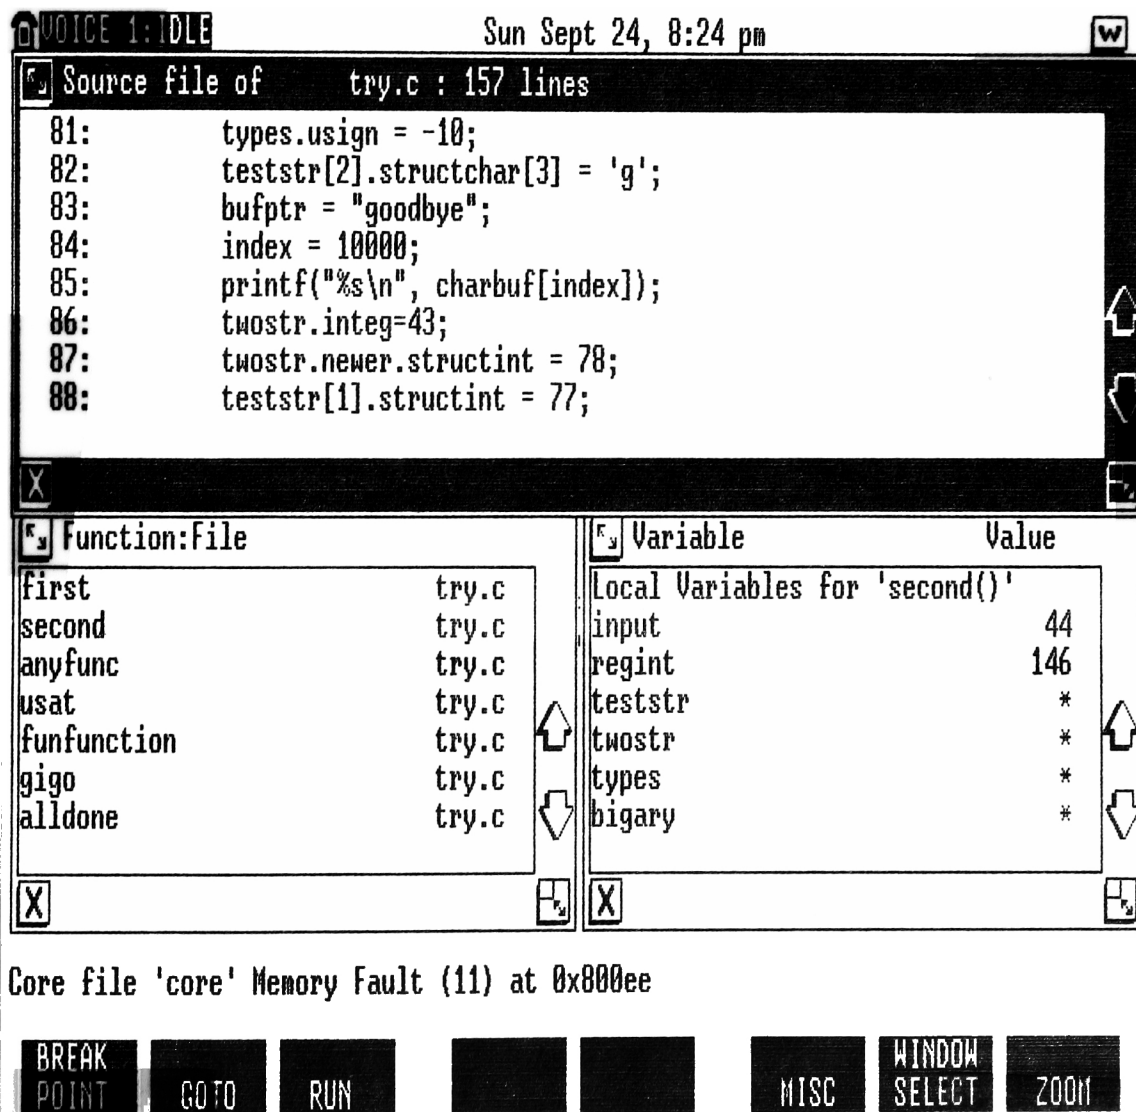 VOICE 1:IDLE Sun Sept 24, 8:24 pm W
Source file of try.c : 157 lines
81: types.usign = -10;
82: teststr[2].structchar[3] = 'g';
83: bufptr = "goodbye";
84: index = 10000;
85: printf("%s\n", charbuf[index]);
86: twostr.integ=43;
87: twostr.newer.structint = 78;
88: teststr[1].structint = 77;
X
Function:File
first try.c
second try.c
anyfunc try.c
usat try.c
funfunction try.c
gigo try.c
alldone try.c
X
Variable Value
Local Variables for 'second()'
input 44
regint 146
teststr *
twostr *
types *
bigary *
X
Core file 'core' Memory Fault (11) at 0x800ee
BREAK
POINT
GOTO
RUN
MISC
WINDOW
SELECT
ZOOM